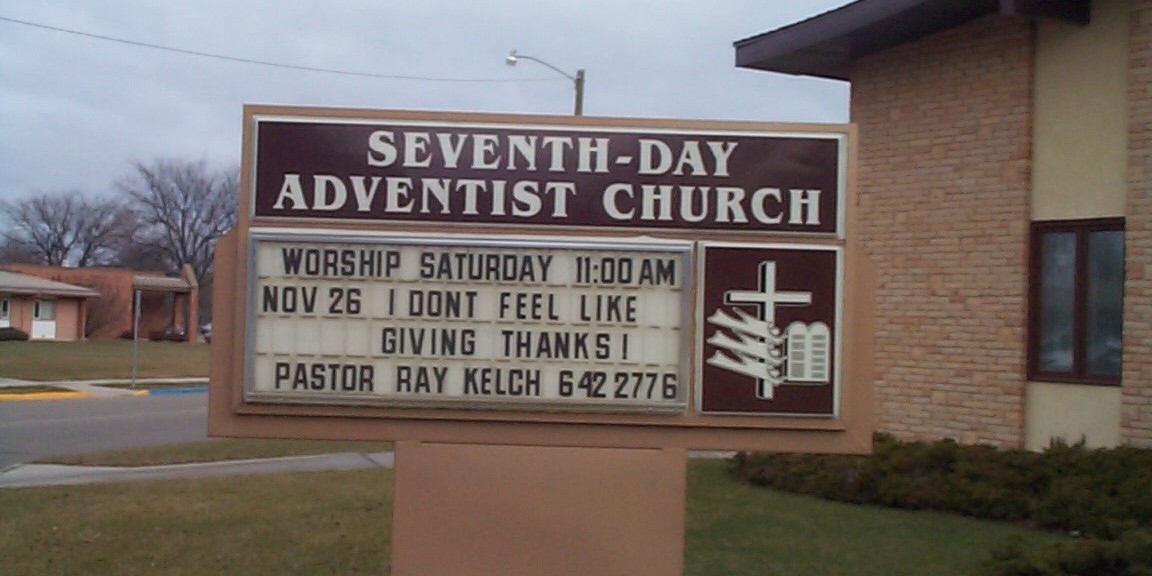 SEVENTH-DAY
ADVENTIST CHURCH
WORSHIP SATURDAY 11:00 AM
NOV 26 I DONT FEEL LIKE
GIVING THANKS!
PASTOR RAY KELCH 642 2776